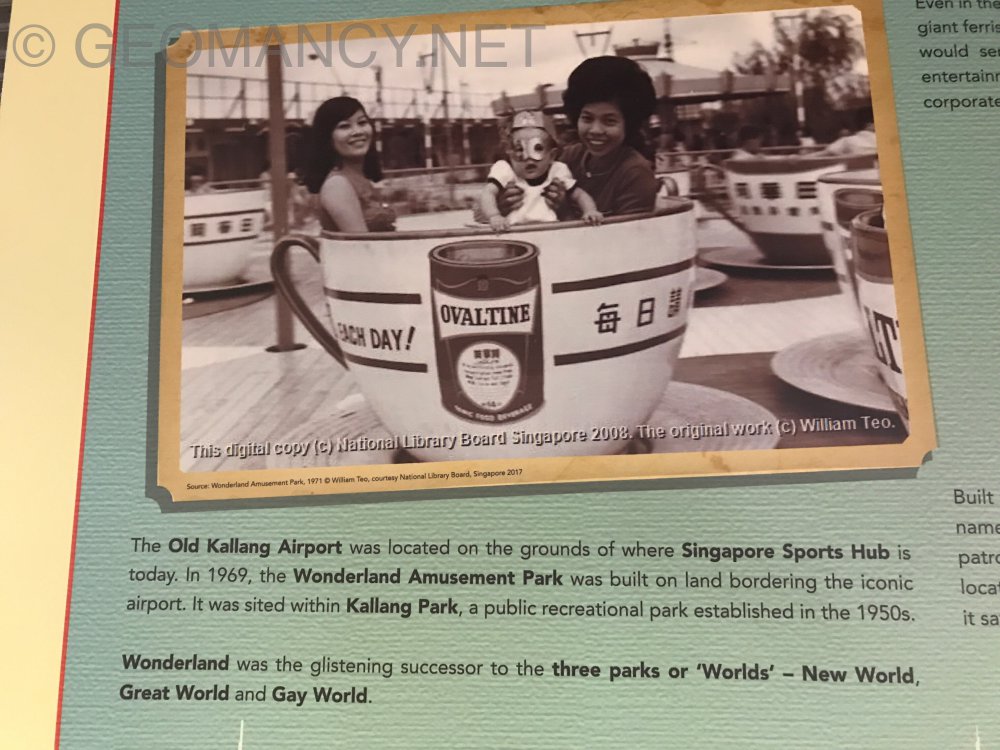 © GEOMANCY.NET
Even in the
giant ferris
would
entertainm
corporate
EACH DAY!
OVALTINE
TONIC FOOD BEVERAGE
每日
This digital copy (c) National Library Board Singapore 2008. The original work (c) William Teo.
Source: Wonderland Amusement Park, 1971 © William Teo, courtesy National Library Board, Singapore 2017
The Old Kallang Airport was located on the grounds of where Singapore Sports Hub is
today. In 1969, the Wonderland Amusement Park was built on land bordering the iconic
airport. It was sited within Kallang Park, a public recreational park established in the 1950s.
Wonderland was the glistening successor to the three parks or ‘Worlds’ – New World,
Great World and Gay World.
Built
name
patro
locat
it sa